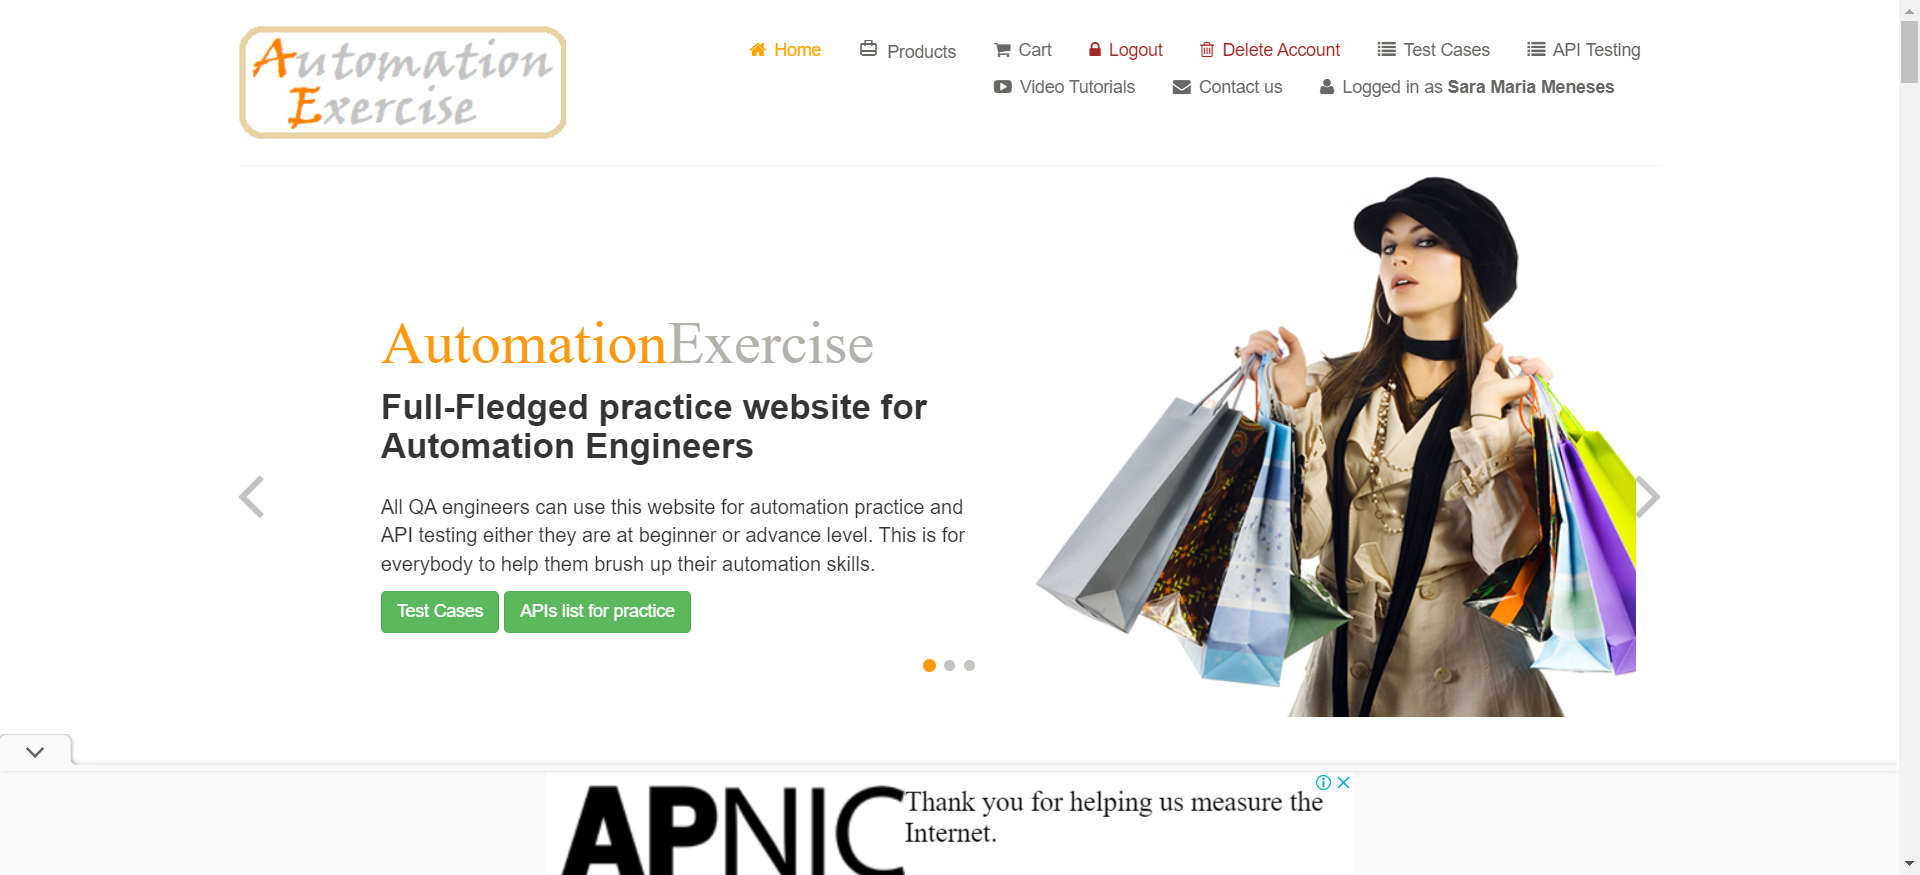 Automation
Exercise
Home Products Cart Logout Delete Account Test Cases API Testing
Video Tutorials Contact us Logged in as Sara Maria Meneses
AutomationExercise
Full-Fledged practice website for
Automation Engineers
All QA engineers can use this website for automation practice and
API testing either they are at beginner or advance level. This is for
everybody to help them brush up their automation skills.
Test Cases APIs list for practice
APNIC
Thank you for helping us measure the
Internet.